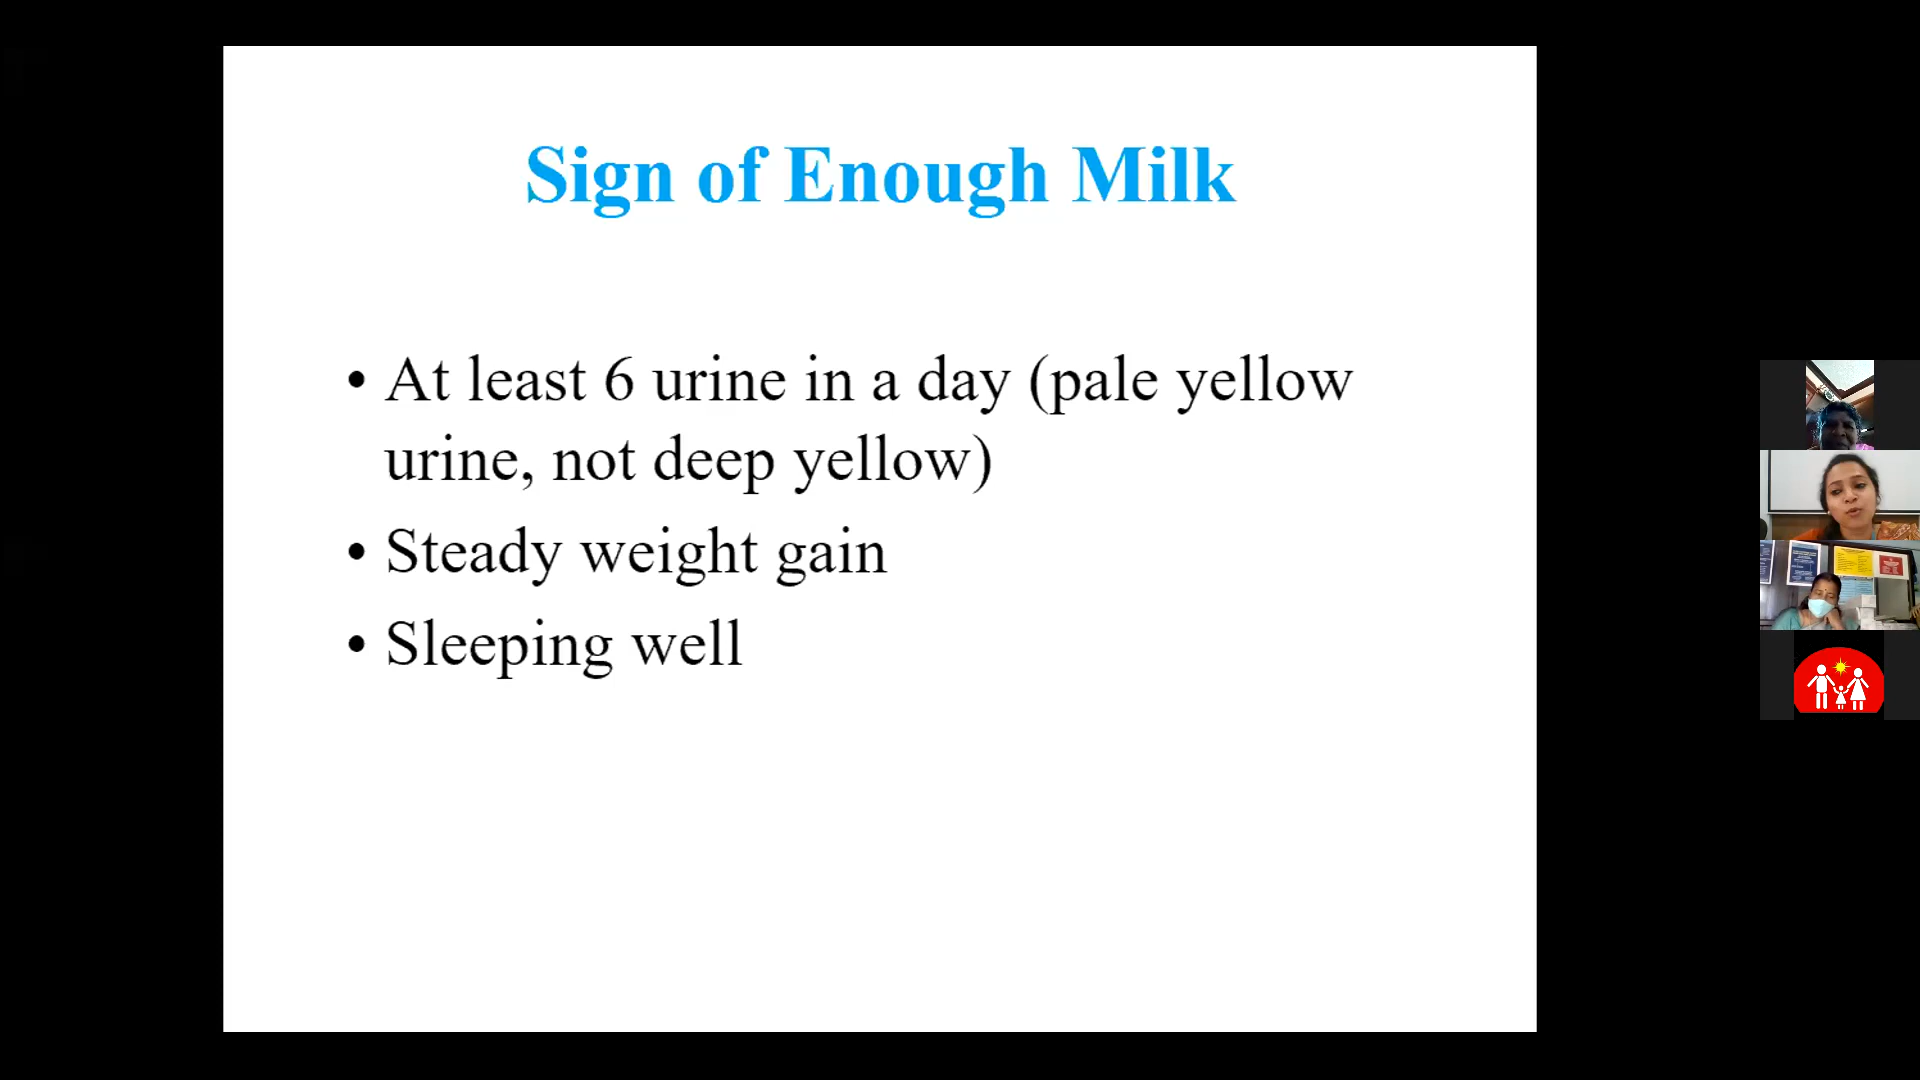 Sign of Enough Milk
• At least 6 urine in a day (pale yellow
urine, not deep yellow)
• Steady weight gain
• Sleeping well